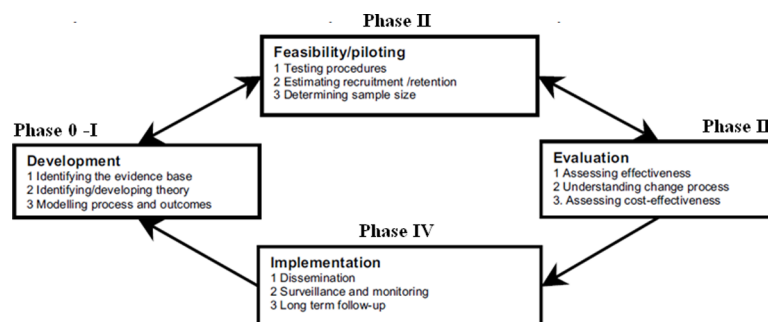 Phase II
Feasibility/piloting
1 Testing procedures
2 Estimating recruitment /retention
3 Determining sample size
Phase 0 -I
Development
1 Identifying the evidence base
2 Identifying/developing theory
3 Modelling process and outcomes
Phase II
Evaluation
1 Assessing effectiveness
2 Understanding change process
3. Assessing cost-effectiveness
Phase IV
Implementation
1 Dissemination
2 Surveillance and monitoring
3 Long term follow-up